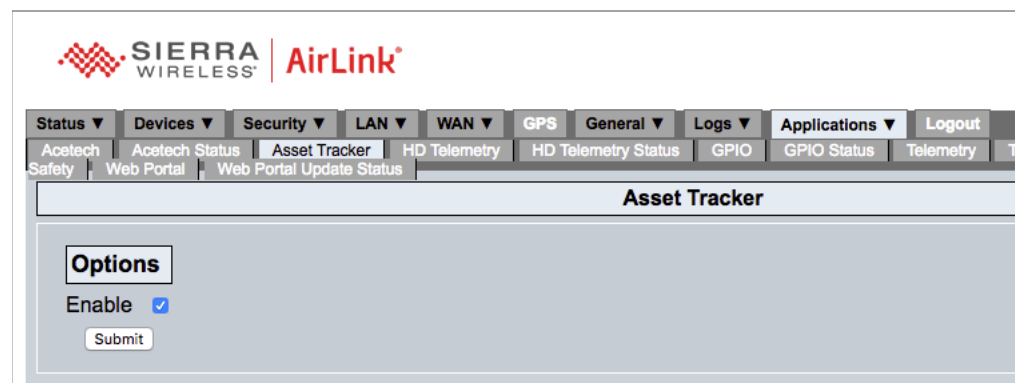 SIERRA
WIRELESS®
AirLink®
Status ▼ Devices ▼ Security ▼ LAN ▼ WAN ▼ GPS General ▼ Logs ▼ Applications ▼ Logout
Acetech Acetech Status Asset Tracker HD Telemetry HD Telemetry Status GPIO GPIO Status Telemetry
Safety Web Portal Web Portal Update Status
Asset Tracker
Options
Enable
Submit